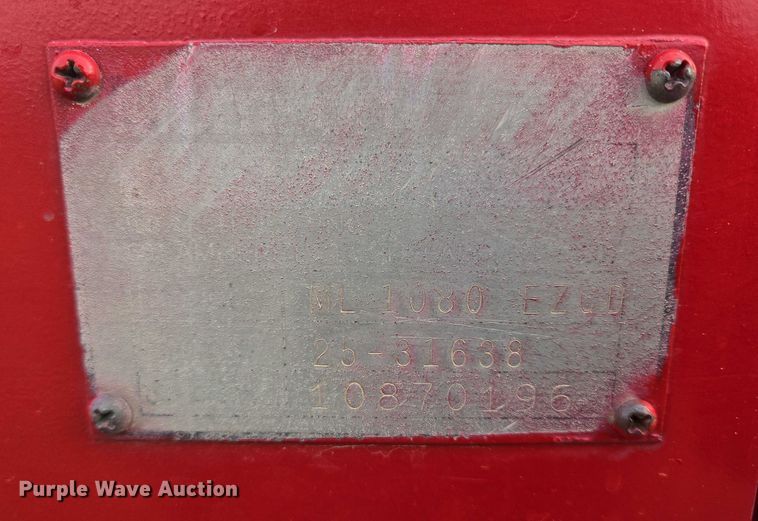 ML 1080 EZCD
25-31638
10870196
Purple Wave Auction